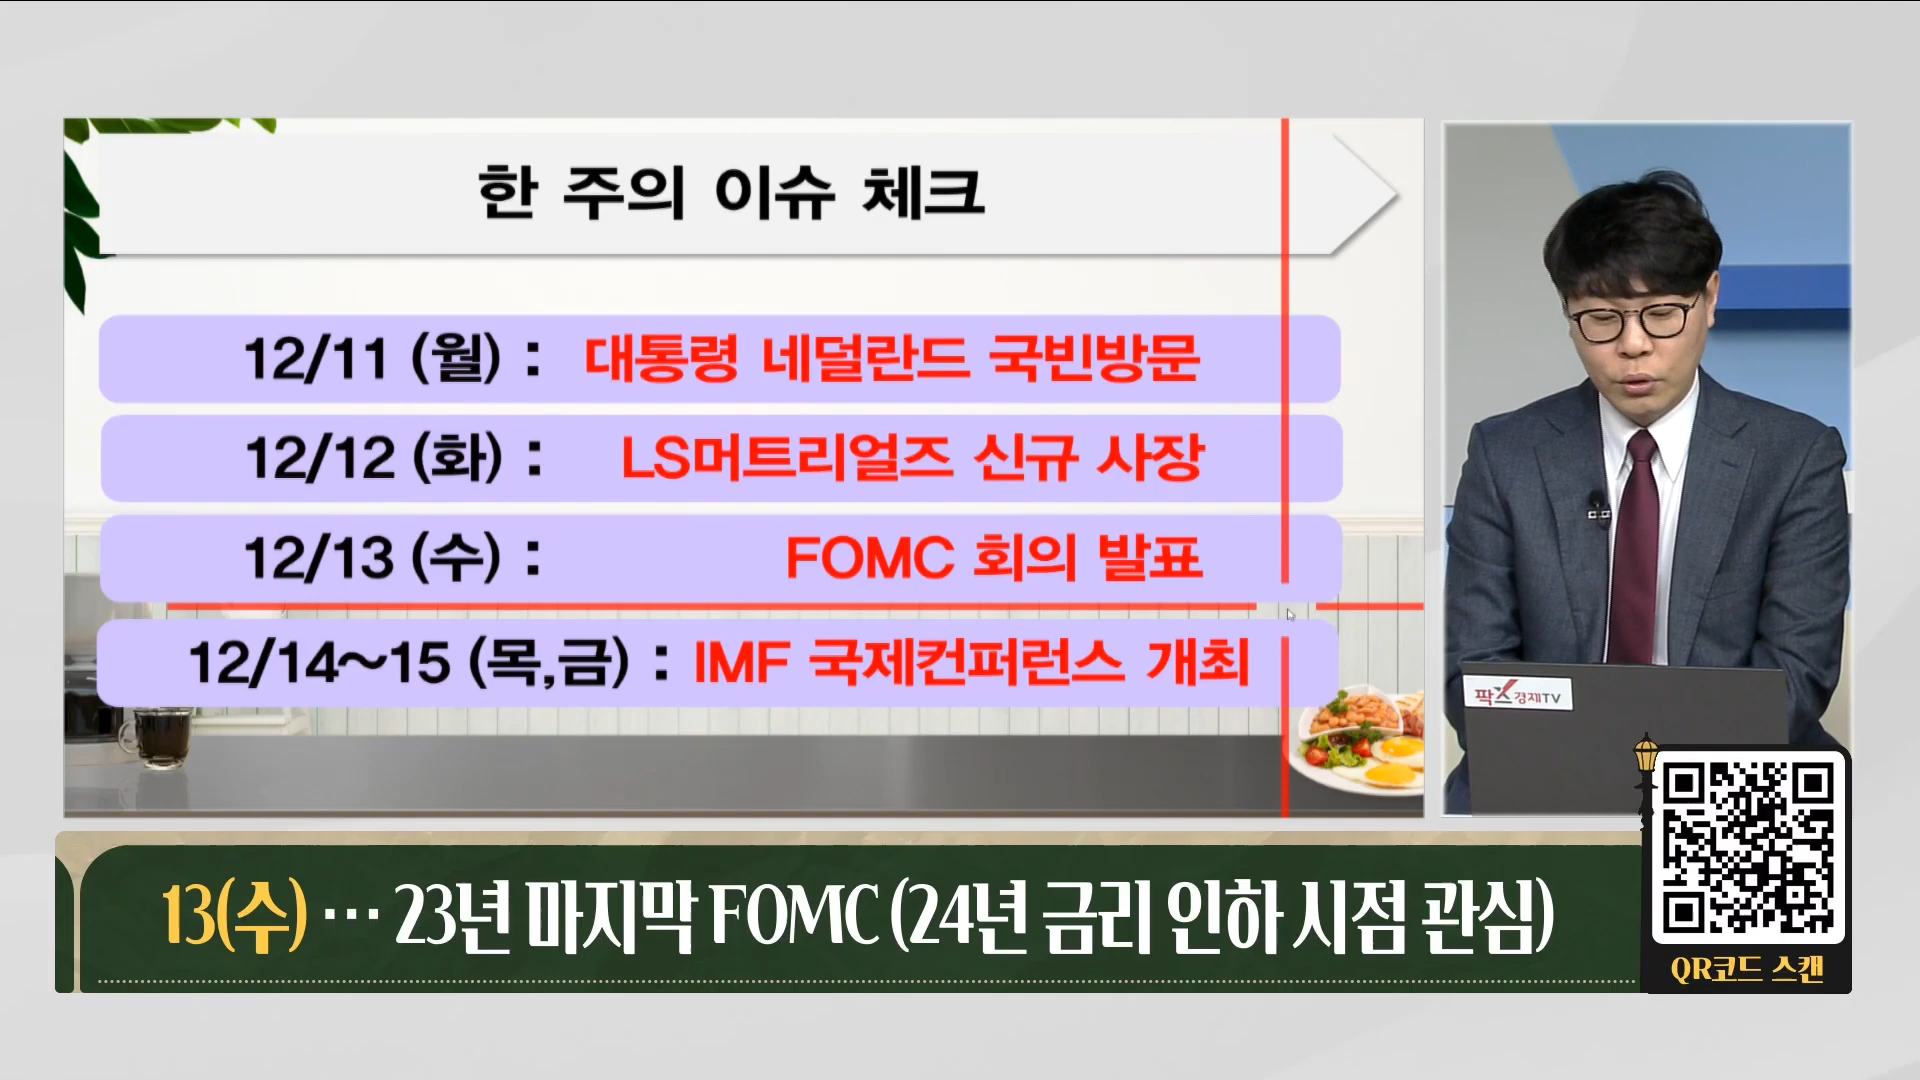 한 주의 이슈 체크
12/11 (월) : 대통령 네덜란드 국빈방문
12/12 (화) : LS머트리얼즈 신규 사장
12/13 (수) : FOMC 회의 발표
12/14~15 (목,금) : IMF 국제컨퍼런스 개최
팍스경제TV
13(수) ··· 23년 마지막 FOMC (24년 금리 인하 시점 관심)
QR코드 스캔